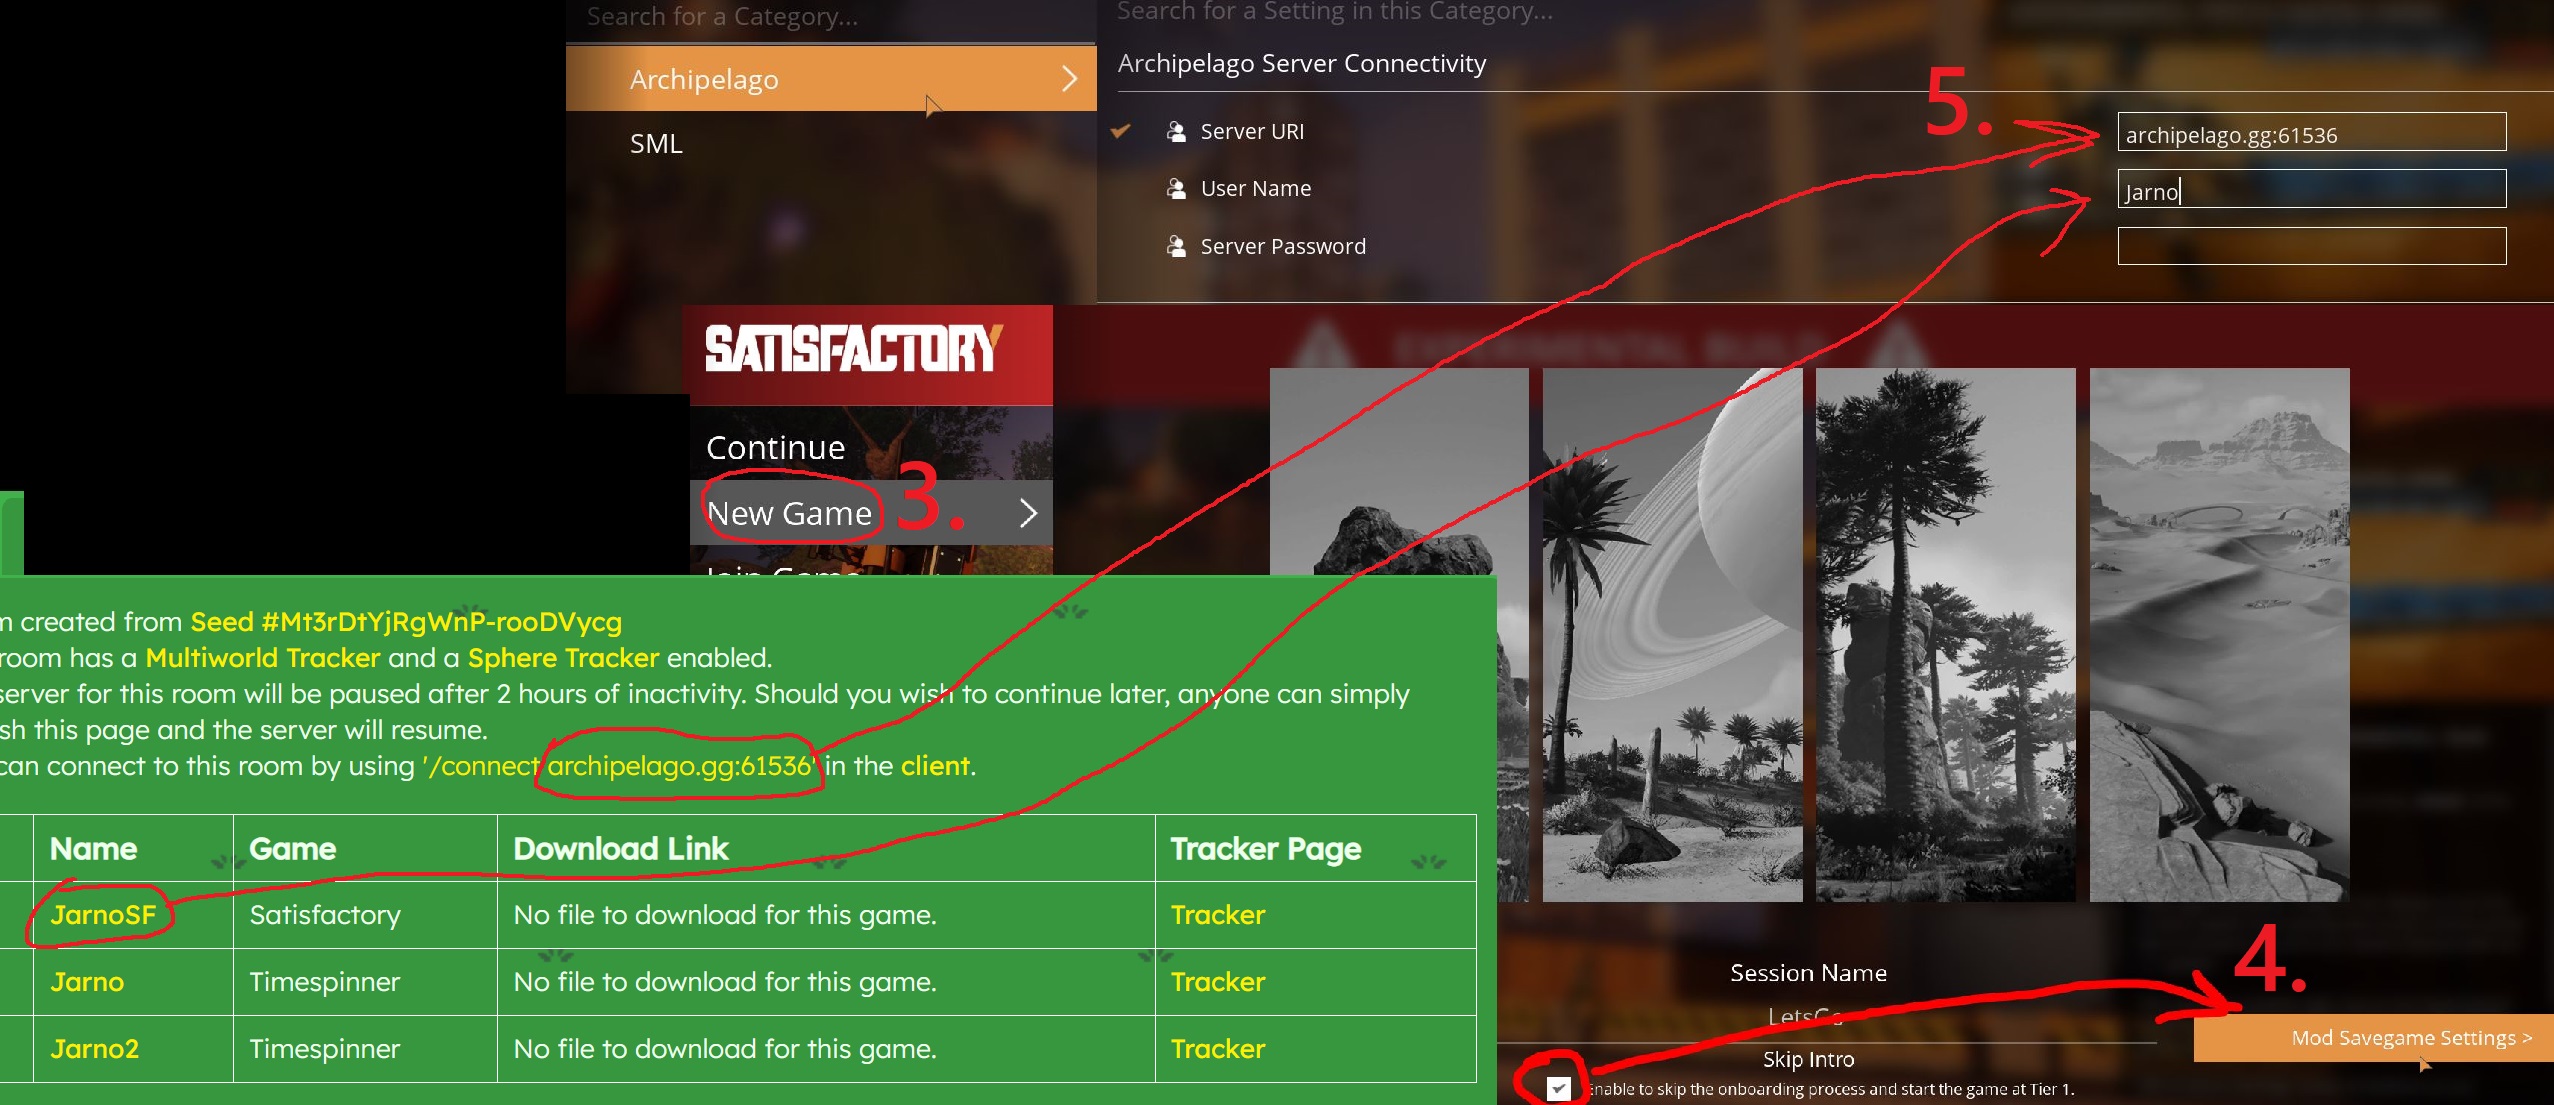 Search for a Category...
Archipelago
SML
Search for a Setting in this Category...
Archipelago Server Connectivity
5.
Server URI
archipelago.gg:61536
User Name
Jarno
Server Password
SATISFACTORY
EXPERIMENTAL BUILD
Continue
New Game
3.
Join Game
created from Seed #Mt3rDtYjRgWnP-rooDVycg
room has a Multiworld Tracker and a Sphere Tracker enabled.
server for this room will be paused after 2 hours of inactivity. Should you wish to continue later, anyone can simply
sh this page and the server will resume.
can connect to this room by using '/connect archipelago.gg:61536' in the client.
Name Game Download Link Tracker Page
JarnoSF Satisfactory No file to download for this game. Tracker
Jarno Timespinner No file to download for this game. Tracker
Jarno2 Timespinner No file to download for this game. Tracker
4.
Session Name
LetsGo
Mod Savegame Settings >
Skip Intro
Enable to skip the onboarding process and start the game at Tier 1.